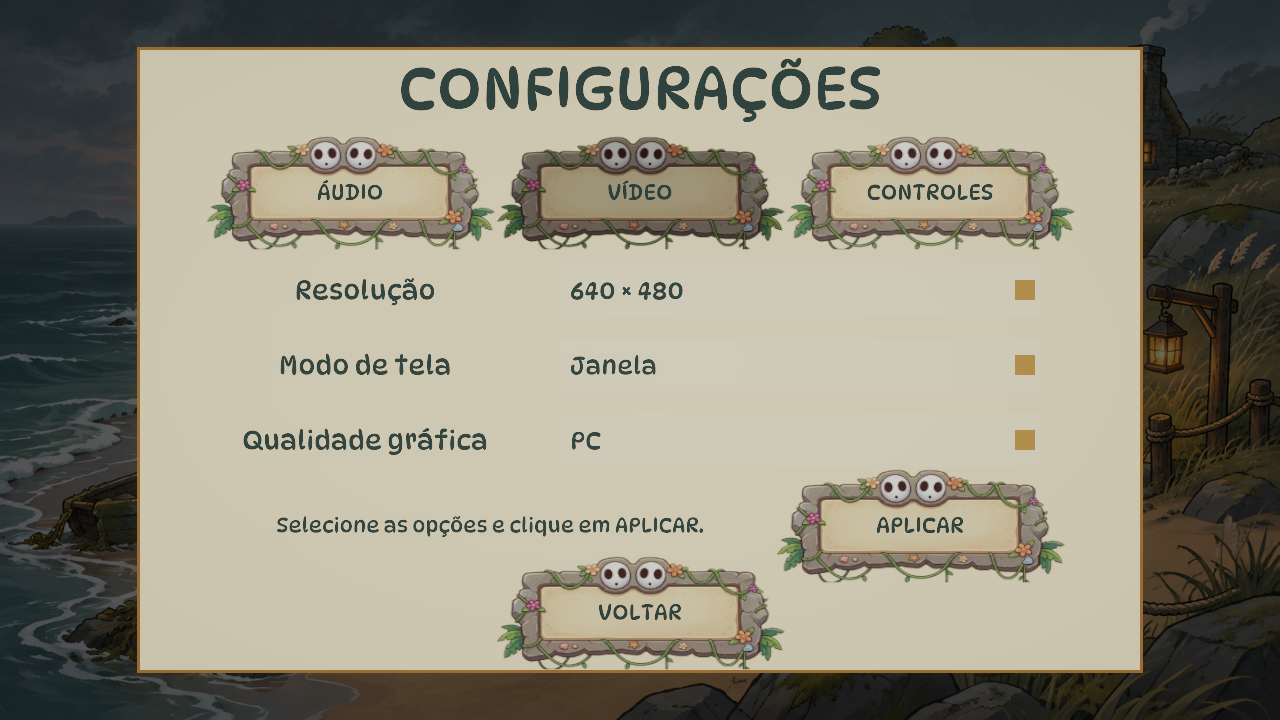 CONFIGURAÇÕES
ÁUDIO
VÍDEO
CONTROLES
Resolução
640 × 480
Modo de tela
Janela
Qualidade gráfica
PC
Selecione as opções e clique em APLICAR.
APLICAR
VOLTAR